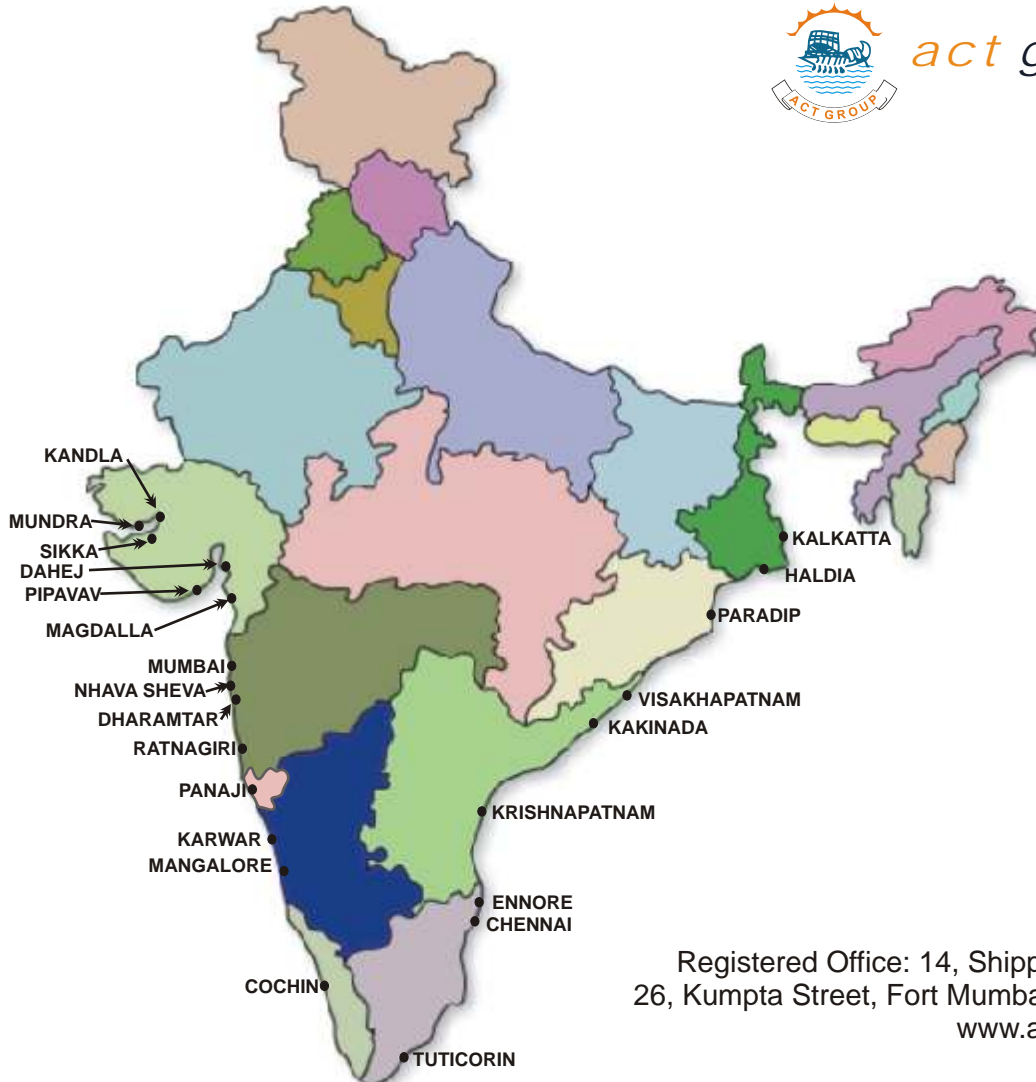 act g
ACT GROUP
KANDLA
MUNDRA
SIKKA
DAHEJ
PIPAVAV
MAGDALLA
MUMBAI
NHAVA SHEVA
DHARAMTAR
RATNAGIRI
PANAJI
KARWAR
MANGALORE
COCHIN
KALKATTA
HALDIA
PARADIP
VISAKHAPATNAM
KAKINADA
KRISHNAPATNAM
ENNORE
CHENNAI
TUTICORIN
Registered Office: 14, Shipp
26, Kumpta Street, Fort Mumba
www.a